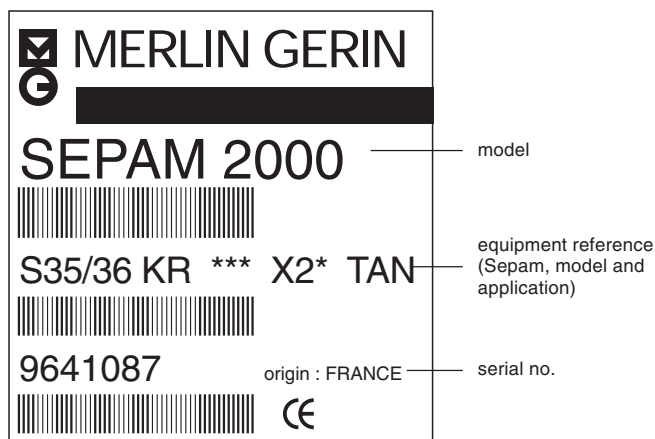 MERLIN GERIN
SEPAM 2000
model
S35/36 KR *** X2* TAN
equipment reference
(Sepam, model and
application)
9641087
origin : FRANCE
serial no.
CE